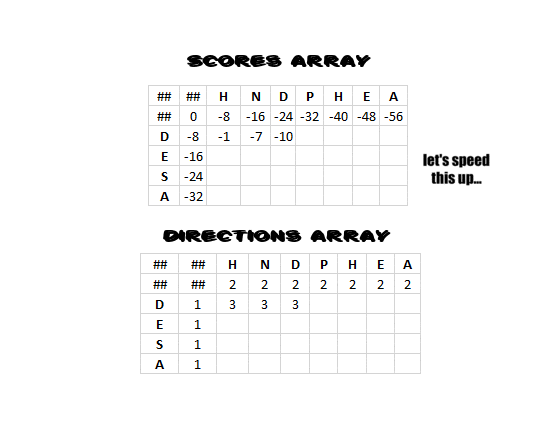 SCORES ARRAY
## ## H N D P H E A
## 0 -8 -16 -24 -32 -40 -48 -56
D -8 -1 -7 -10
E -16
S -24
A -32
let's speed
this up...
DIRECTIONS ARRAY
## ## H N D P H E A
## ## 2 2 2 2 2 2 2
D 1 3 3 3
E 1
S 1
A 1